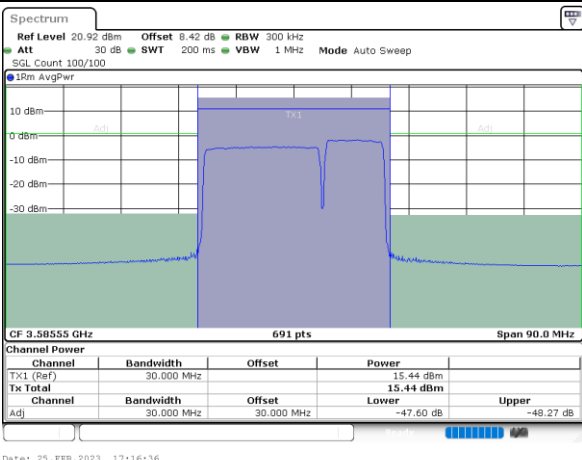 Spectrum
Ref Level 20.92 dBm Offset 8.42 dB RBW 300 kHz
Att 30 dB SWT 200 ms VBW 1 MHz Mode Auto Sweep
SGL Count 100/100
1Rm AvgPwr
10 dBm
TX1
Adj
Adj
0 dBm
-10 dBm
-20 dBm
-30 dBm
CF 3.58555 GHz 691 pts Span 90.0 MHz
Channel Power
Channel Bandwidth Offset Power
TX1 (Ref) 30.000 MHz 15.44 dBm
Tx Total 15.44 dBm
Channel Bandwidth Offset Lower Upper
Adj 30.000 MHz 30.000 MHz -47.60 dB -48.27 dB
Ready
Date: 25.FEB.2023 17:16:36